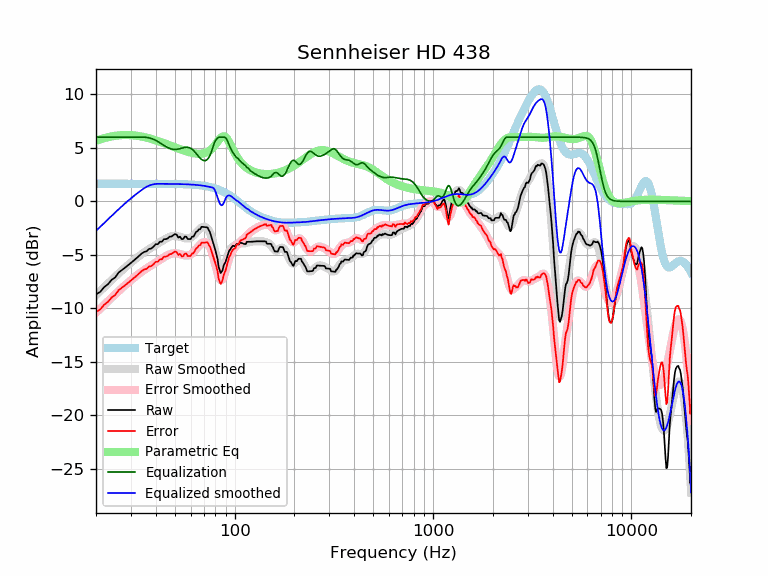 Sennheiser HD 438
10
5
0
−5
−10
−15
−20
−25
Amplitude (dBr)
Target
Raw Smoothed
Error Smoothed
Raw
Error
Parametric Eq
Equalization
Equalized smoothed
100
1000
10000
Frequency (Hz)